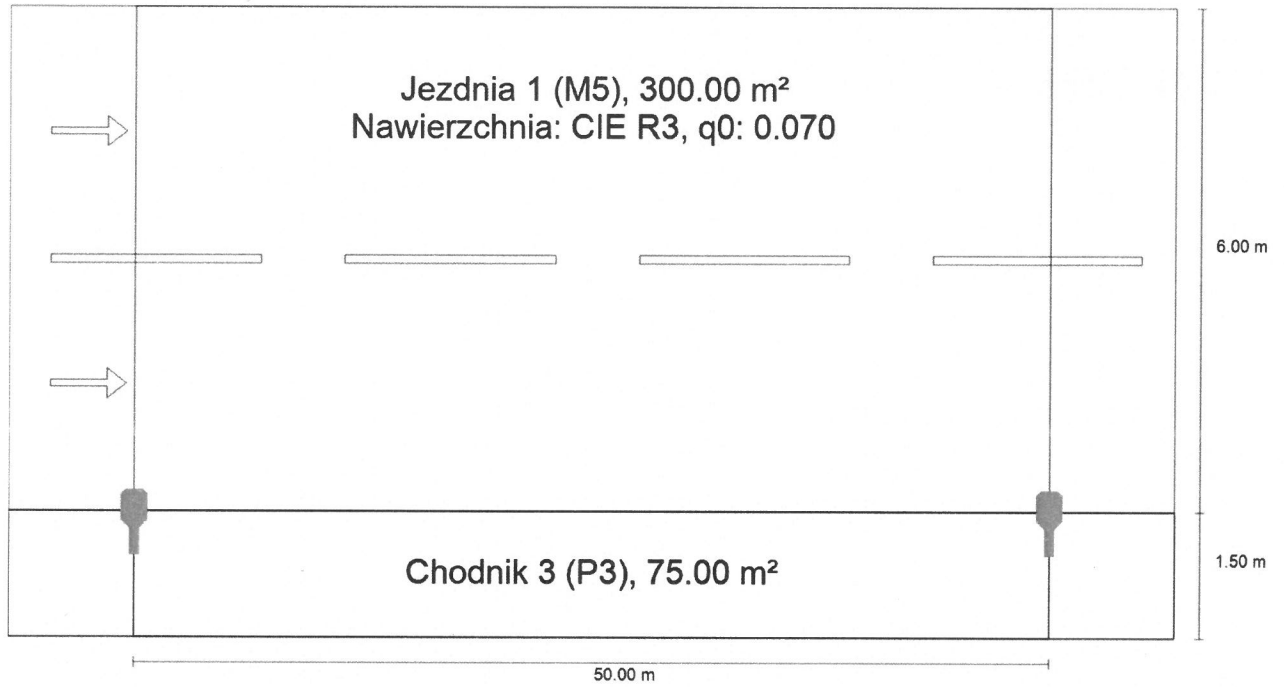 Jezdnia 1 (M5), 300.00 m²
Nawierzchnia: CIE R3, q0: 0.070
6.00 m
Chodnik 3 (P3), 75.00 m²
1.50 m
50.00 m